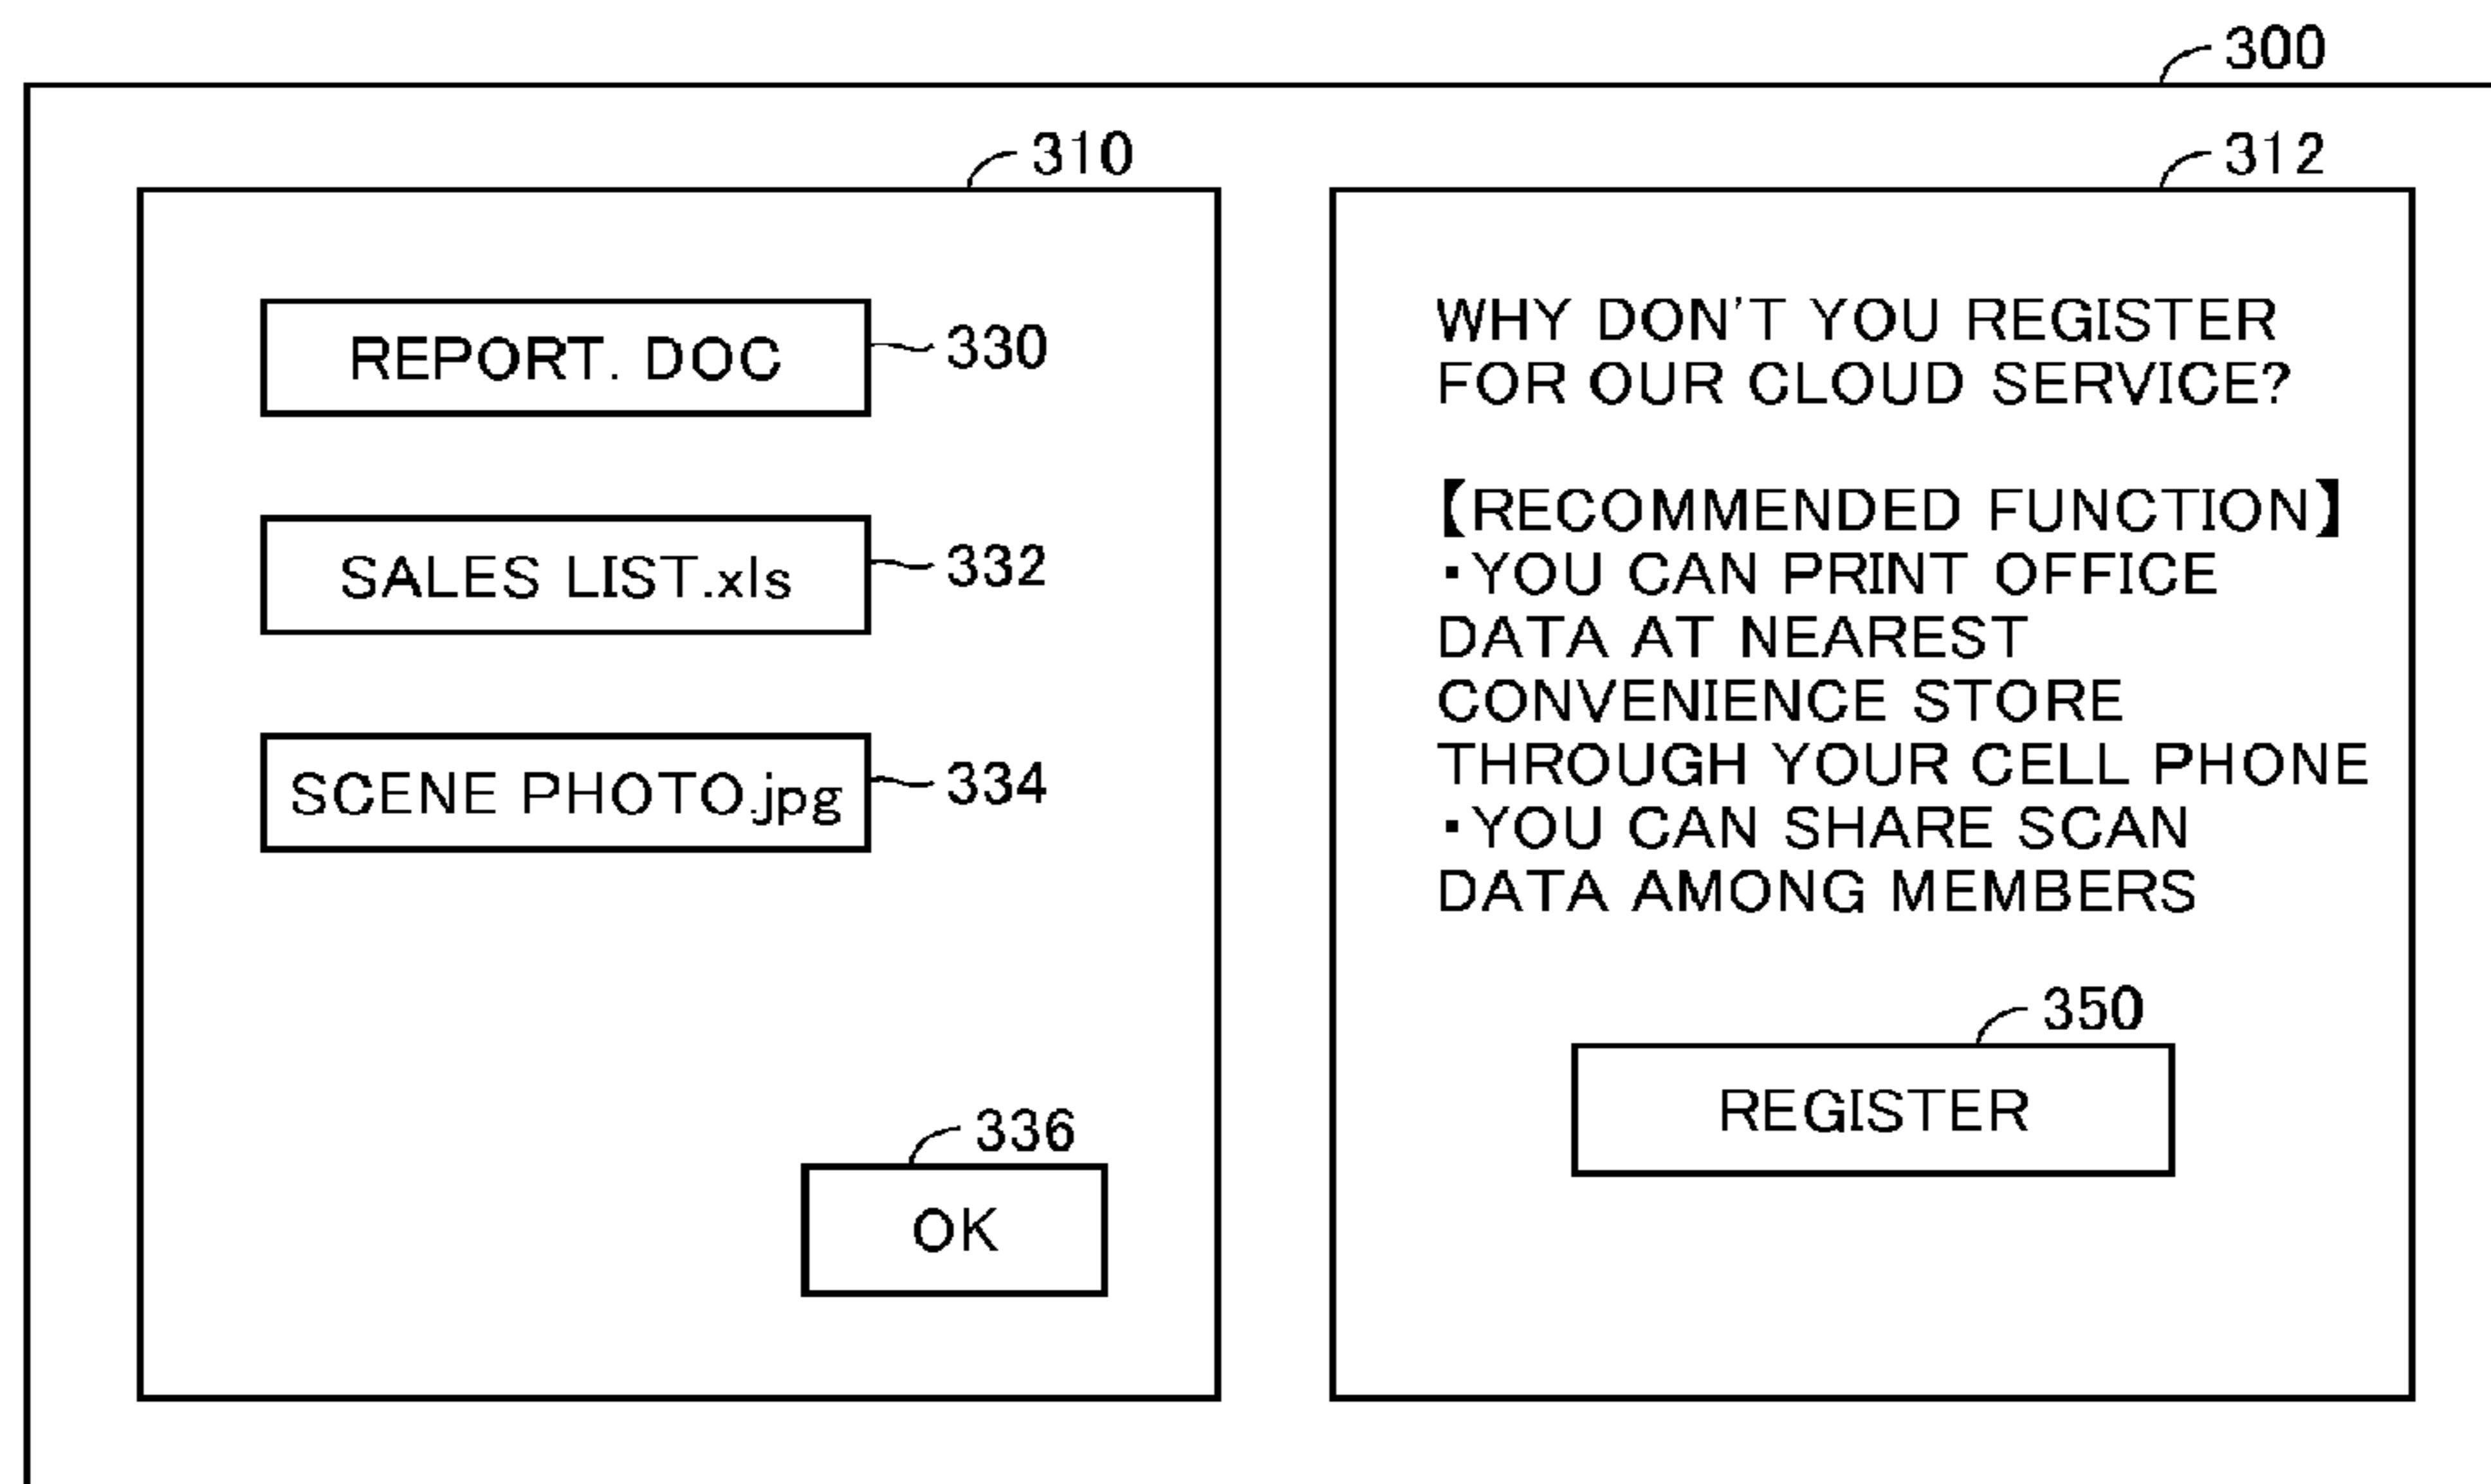 300
310
REPORT. DOC
330
SALES LIST.xls
332
SCENE PHOTO.jpg
334
336
OK
312
WHY DON'T YOU REGISTER
FOR OUR CLOUD SERVICE?
【RECOMMENDED FUNCTION】
・YOU CAN PRINT OFFICE
DATA AT NEAREST
CONVENIENCE STORE
THROUGH YOUR CELL PHONE
・YOU CAN SHARE SCAN
DATA AMONG MEMBERS
350
REGISTER